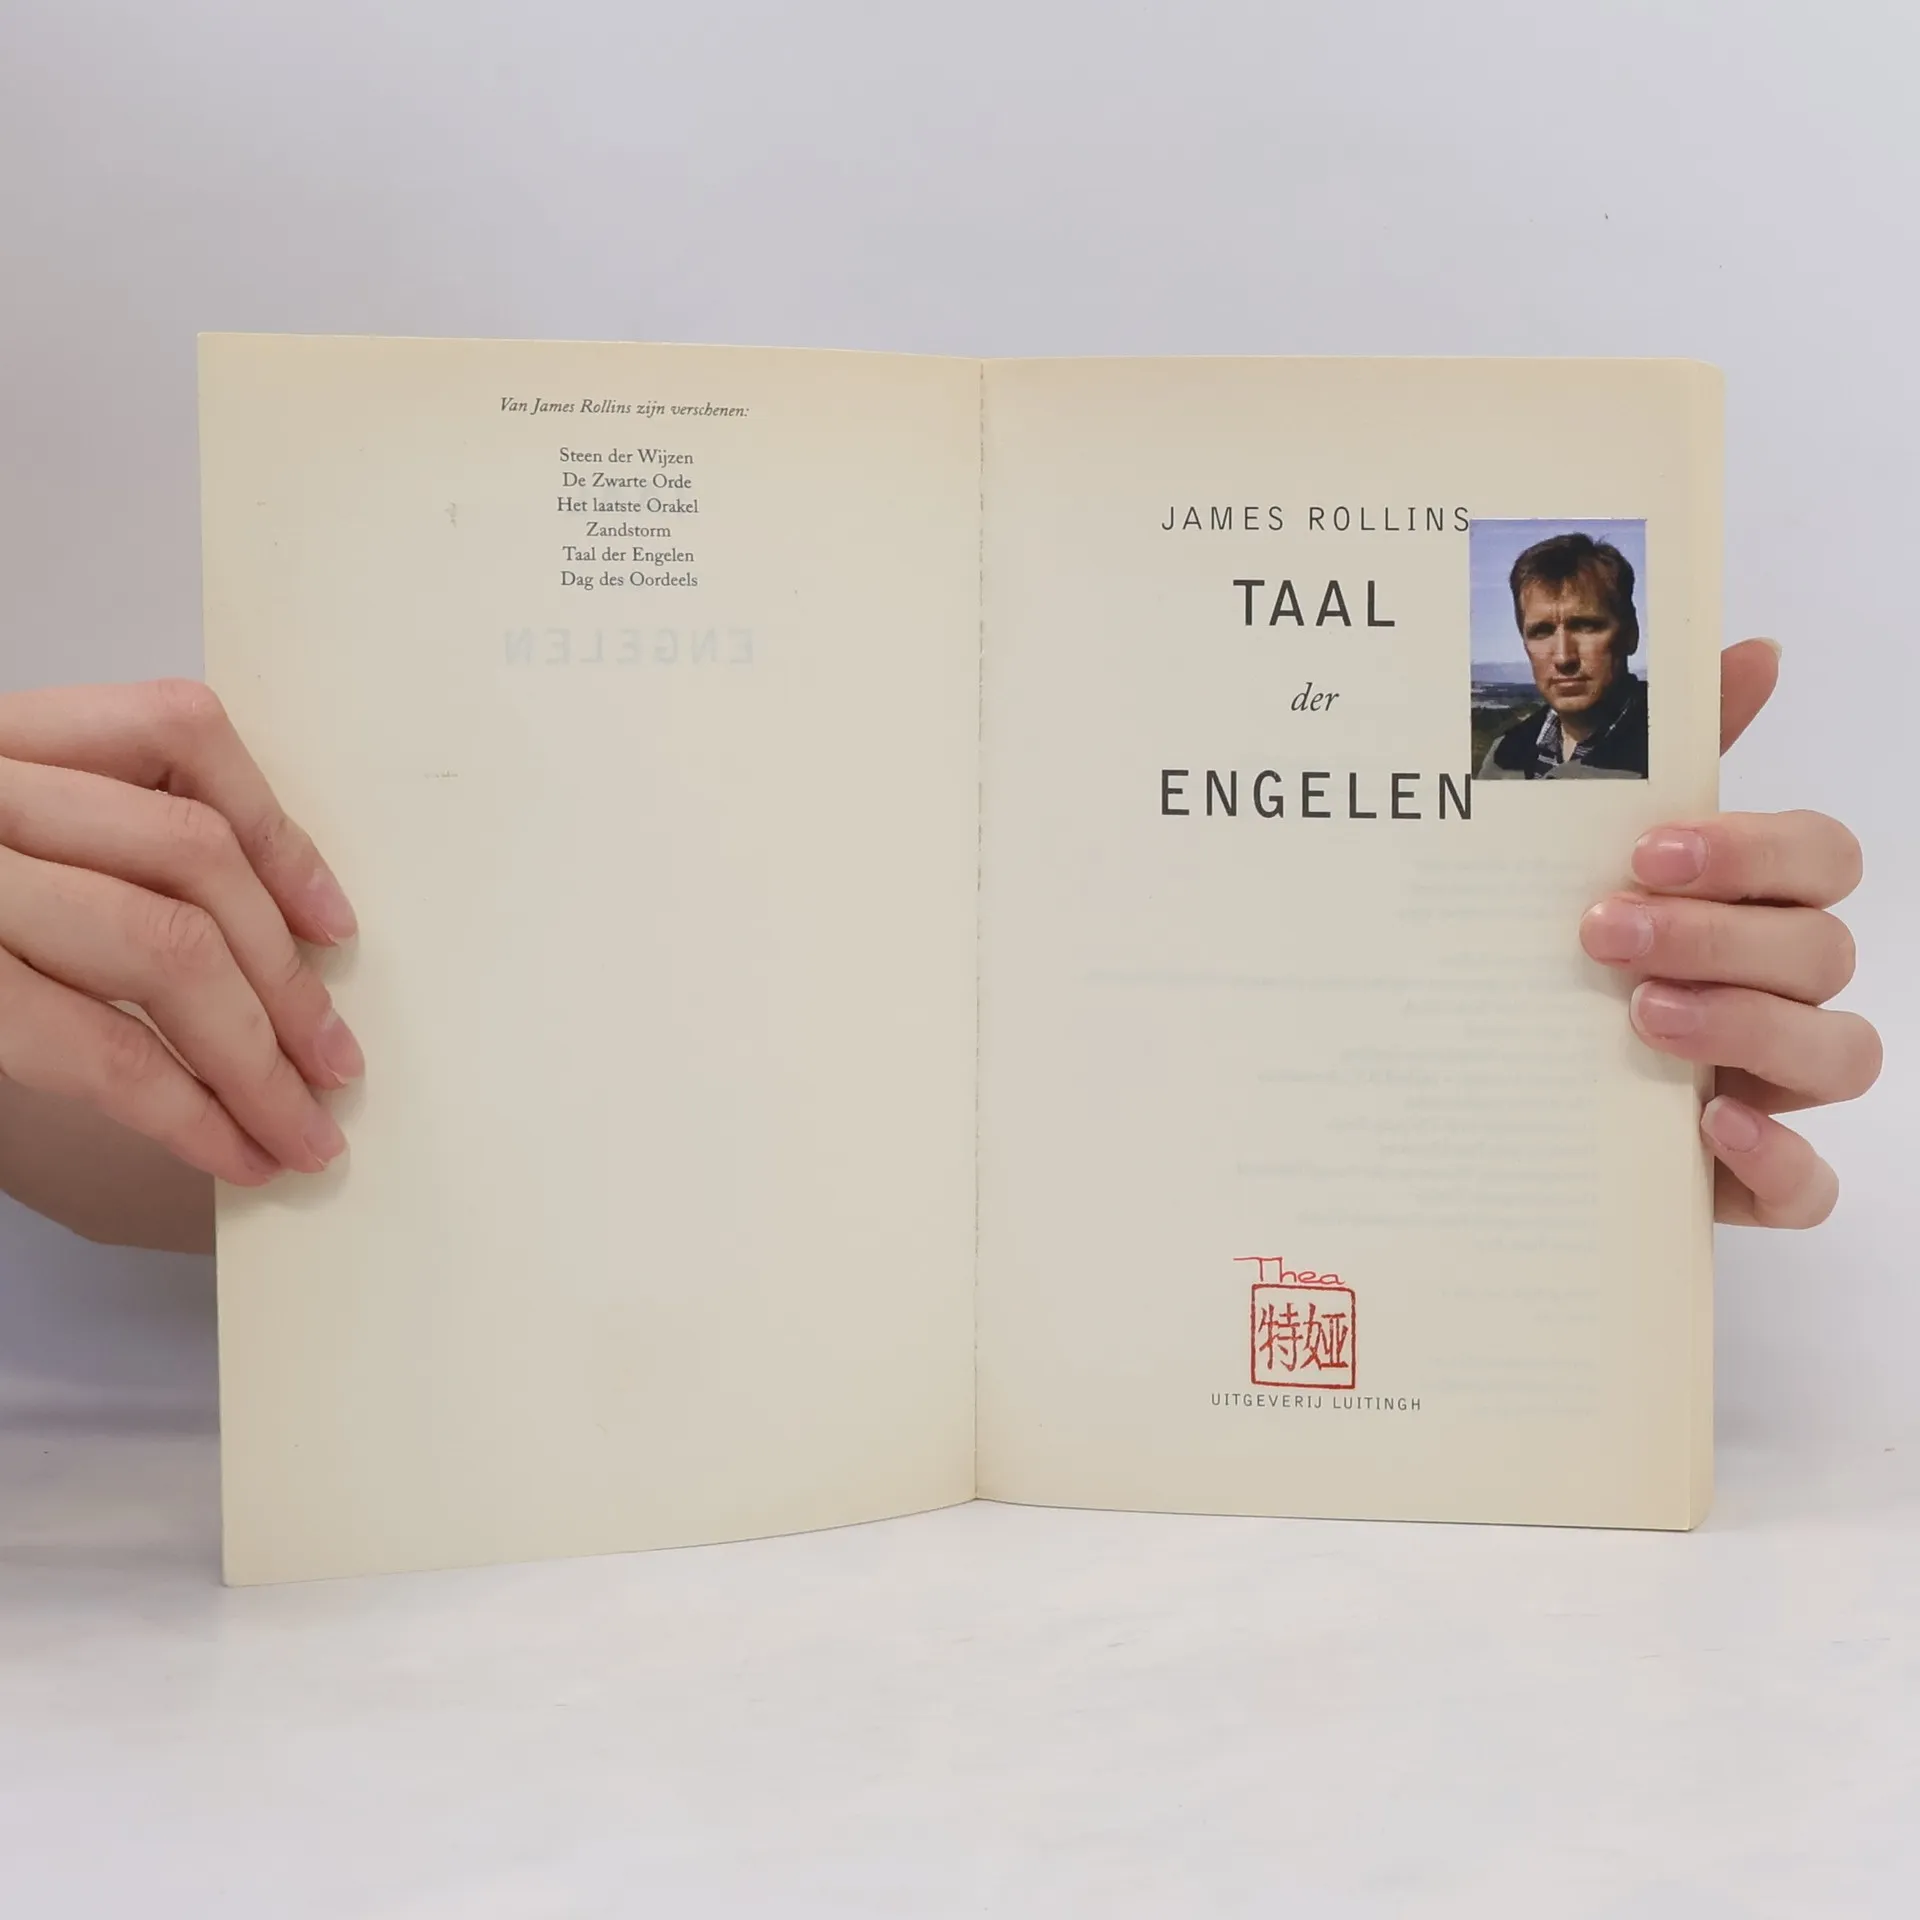 Van James Rollins zijn verschenen:
Steen der Wijzen
De Zwarte Orde
Het laatste Orakel
Zandstorm
Taal der Engelen
Dag des Oordeels
JAMES ROLLINS
TAAL
der
ENGELEN
Thea
特娅
UITGEVERIJ LUITINGH